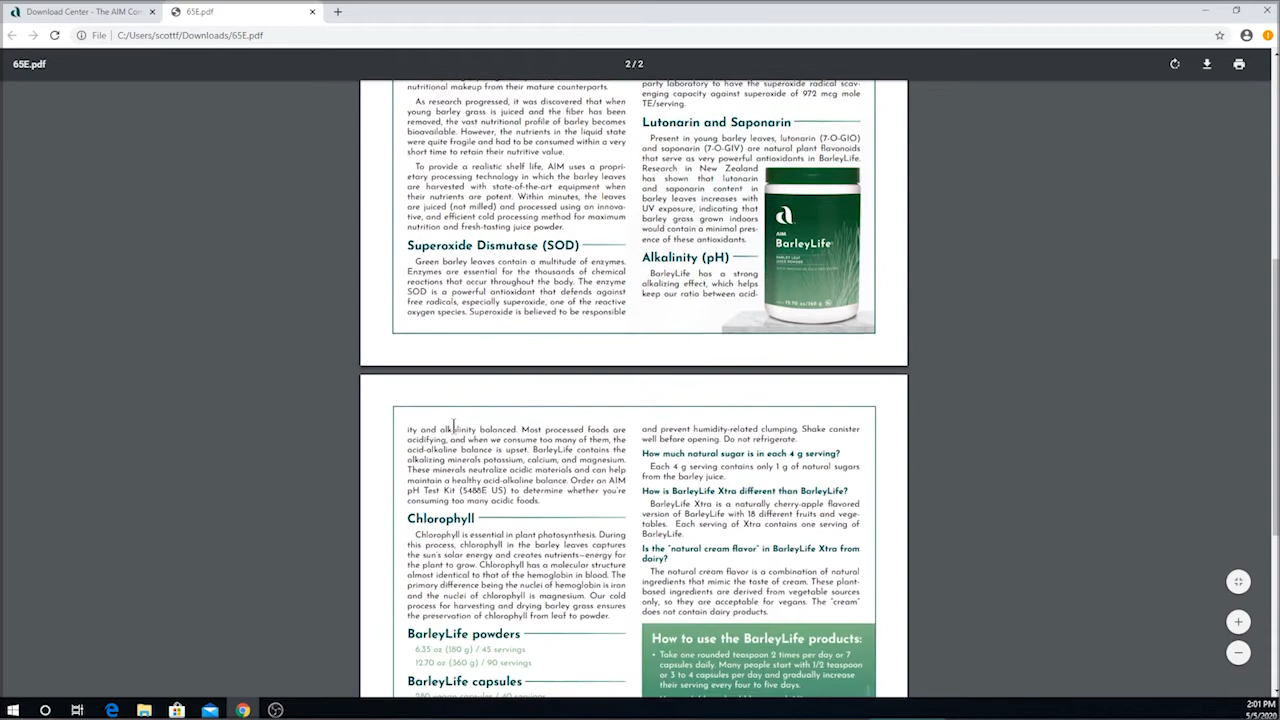 Download Center - The AIM Con
65E.pdf
File
C:/Users/scottf/Downloads/65E.pdf
65E.pdf
2 / 2
nutritional makeup from their mature counterparts.
As research progressed, it was discovered that when
young barley grass is juiced and the fiber has been
removed, the vast nutritional profile of barley becomes
bioavailable. However, the nutrients in the liquid state
were quite fragile and had to be consumed within a very
short time to retain their nutritive value.
To provide a realistic shelf life, AIM uses a propri-
etary processing technology in which the barley leaves
are harvested with state-of-the-art equipment when
their nutrients are potent. Within minutes, the leaves
are juiced (not milled) and processed using an innova-
tive, and efficient cold processing method for maximum
nutrition and fresh-tasting juice powder.
Superoxide Dismutase (SOD)
Green barley leaves contain a multitude of enzymes.
Enzymes are essential for the thousands of chemical
reactions that occur throughout the body. The enzyme
SOD is a powerful antioxidant that defends against
free radicals, especially superoxide, one of the reactive
oxygen species. Superoxide is believed to be responsible
party laboratory to have the superoxide radical scav-
enging capacity against superoxide of 972 mcg mole
TE/serving.
Lutonarin and Saponarin
Present in young barley leaves, lutonarin (7-O-GIO)
and saponarin (7-O-GIV) are natural plant flavonoids
that serve as very powerful antioxidants in BarleyLife.
Research in New Zealand
has shown that lutonarin
and saponarin content in
barley leaves increases with
UV exposure, indicating that
barley grass grown indoors
would contain a minimal pres-
ence of these antioxidants.
Alkalinity (pH)
BarleyLife has a strong
alkalizing effect, which helps
keep our ratio between acid-
AIM
BarleyLife
BARLEY LEAF
JUICE POWDER
12.70 oz/360 g
ity and alkalinity balanced. Most processed foods are
acidifying, and when we consume too many of them, the
acid-alkaline balance is upset. BarleyLife contains the
alkalizing minerals potassium, calcium, and magnesium.
These minerals neutralize acidic materials and can help
maintain a healthy acid-alkaline balance. Order an AIM
pH Test Kit (5488E US) to determine whether you're
consuming too many acidic foods.
Chlorophyll
Chlorophyll is essential in plant photosynthesis. During
this process, chlorophyll in the barley leaves captures
the sun's solar energy and creates nutrients—energy for
the plant to grow. Chlorophyll has a molecular structure
almost identical to that of the hemoglobin in blood. The
primary difference being the nuclei of hemoglobin is iron
and the nuclei of chlorophyll is magnesium. Our cold
process for harvesting and drying barley grass ensures
the preservation of chlorophyll from leaf to powder.
BarleyLife powders
6.35 oz (180 g) / 45 servings
12.70 oz (360 g) / 90 servings
BarleyLife capsules
280 vegan capsules / 40 servings
and prevent humidity-related clumping. Shake canister
well before opening. Do not refrigerate.
How much natural sugar is in each 4 g serving?
Each 4 g serving contains only 1 g of natural sugars
from the barley juice.
How is BarleyLife Xtra different than BarleyLife?
BarleyLife Xtra is a naturally cherry-apple flavored
version of BarleyLife with 18 different fruits and vege-
tables. Each serving of Xtra contains one serving of
BarleyLife.
Is the "natural cream flavor" in BarleyLife Xtra from
dairy?
The natural cream flavor is a combination of natural
ingredients that mimic the taste of cream. These plant-
based ingredients are derived from vegetable sources
only, so they are acceptable for vegans. The "cream"
does not contain dairy products.
How to use the BarleyLife products:
• Take one rounded teaspoon 2 times per day or 7
capsules daily. Many people start with 1/2 teaspoon
or 3 to 4 capsules per day and gradually increase
their serving every four to five days.
2:01 PM
5/5/2020